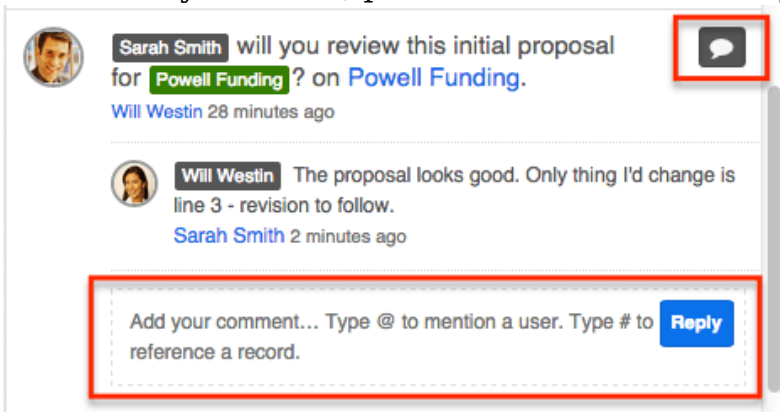 Sarah Smith will you review this initial proposal
for Powell Funding ? on Powell Funding.
Will Westin 28 minutes ago
Will Westin The proposal looks good. Only thing I'd change is
line 3 - revision to follow.
Sarah Smith 2 minutes ago
Add your comment... Type @ to mention a user. Type # to
reference a record.
Reply